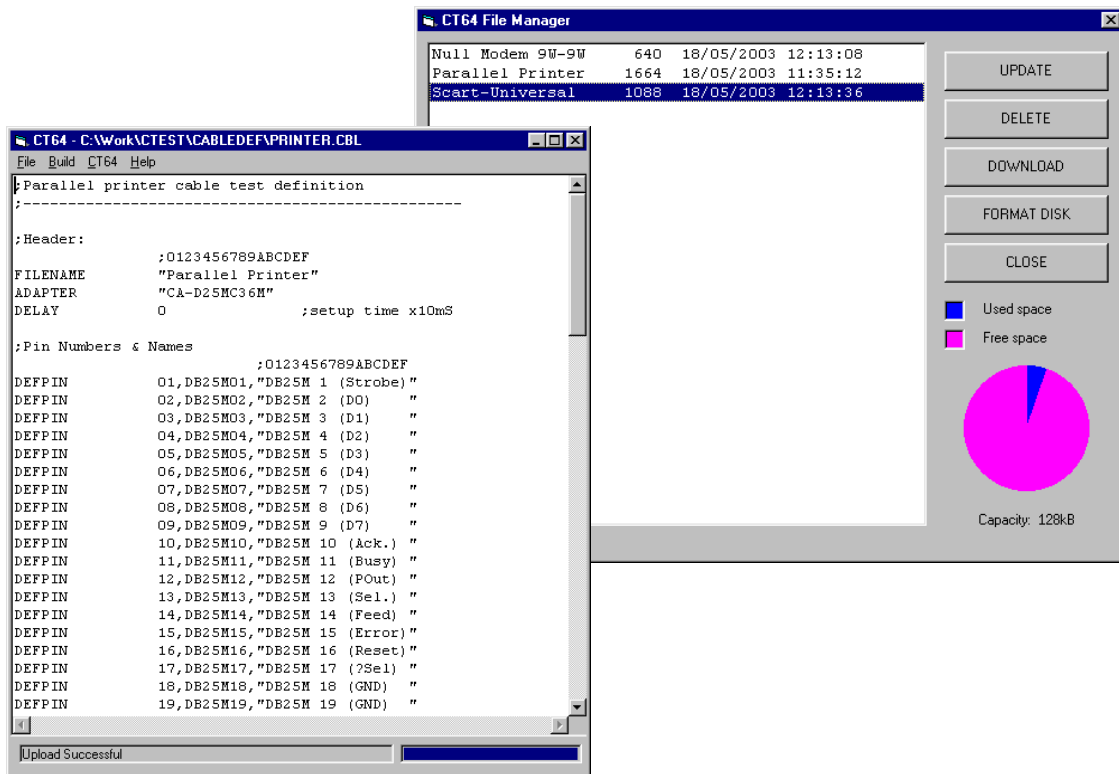 CT64 File Manager
Null Modem 9W-9W 640 18/05/2003 12:13:08
Parallel Printer 1664 18/05/2003 11:35:12
Scart-Universal 1088 18/05/2003 12:13:36
UPDATE
DELETE
DOWNLOAD
FORMAT DISK
CLOSE
Used space
Free space
Capacity: 128kB
CT64 - C:\Work\CTEST\CABLEDEF\PRINTER.CBL
File Build CT64 Help
;Parallel printer cable test definition
;-------------------------------------------------
;Header:
;0123456789ABCDEF
FILENAME "Parallel Printer"
ADAPTER "CA-D25MC36M"
DELAY 0 ;setup time x10mS
;Pin Numbers & Names
;0123456789ABCDEF
DEFPIN 01,DB25M01,"DB25M 1 (Strobe)"
DEFPIN 02,DB25M02,"DB25M 2 (D0) "
DEFPIN 03,DB25M03,"DB25M 3 (D1) "
DEFPIN 04,DB25M04,"DB25M 4 (D2) "
DEFPIN 05,DB25M05,"DB25M 5 (D3) "
DEFPIN 06,DB25M06,"DB25M 6 (D4) "
DEFPIN 07,DB25M07,"DB25M 7 (D5) "
DEFPIN 08,DB25M08,"DB25M 8 (D6) "
DEFPIN 09,DB25M09,"DB25M 9 (D7) "
DEFPIN 10,DB25M10,"DB25M 10 (Ack.) "
DEFPIN 11,DB25M11,"DB25M 11 (Busy) "
DEFPIN 12,DB25M12,"DB25M 12 (POut) "
DEFPIN 13,DB25M13,"DB25M 13 (Sel.) "
DEFPIN 14,DB25M14,"DB25M 14 (Feed) "
DEFPIN 15,DB25M15,"DB25M 15 (Error)"
DEFPIN 16,DB25M16,"DB25M 16 (Reset)"
DEFPIN 17,DB25M17,"DB25M 17 (?Sel) "
DEFPIN 18,DB25M18,"DB25M 18 (GND) "
DEFPIN 19,DB25M19,"DB25M 19 (GND) "
Upload Successful